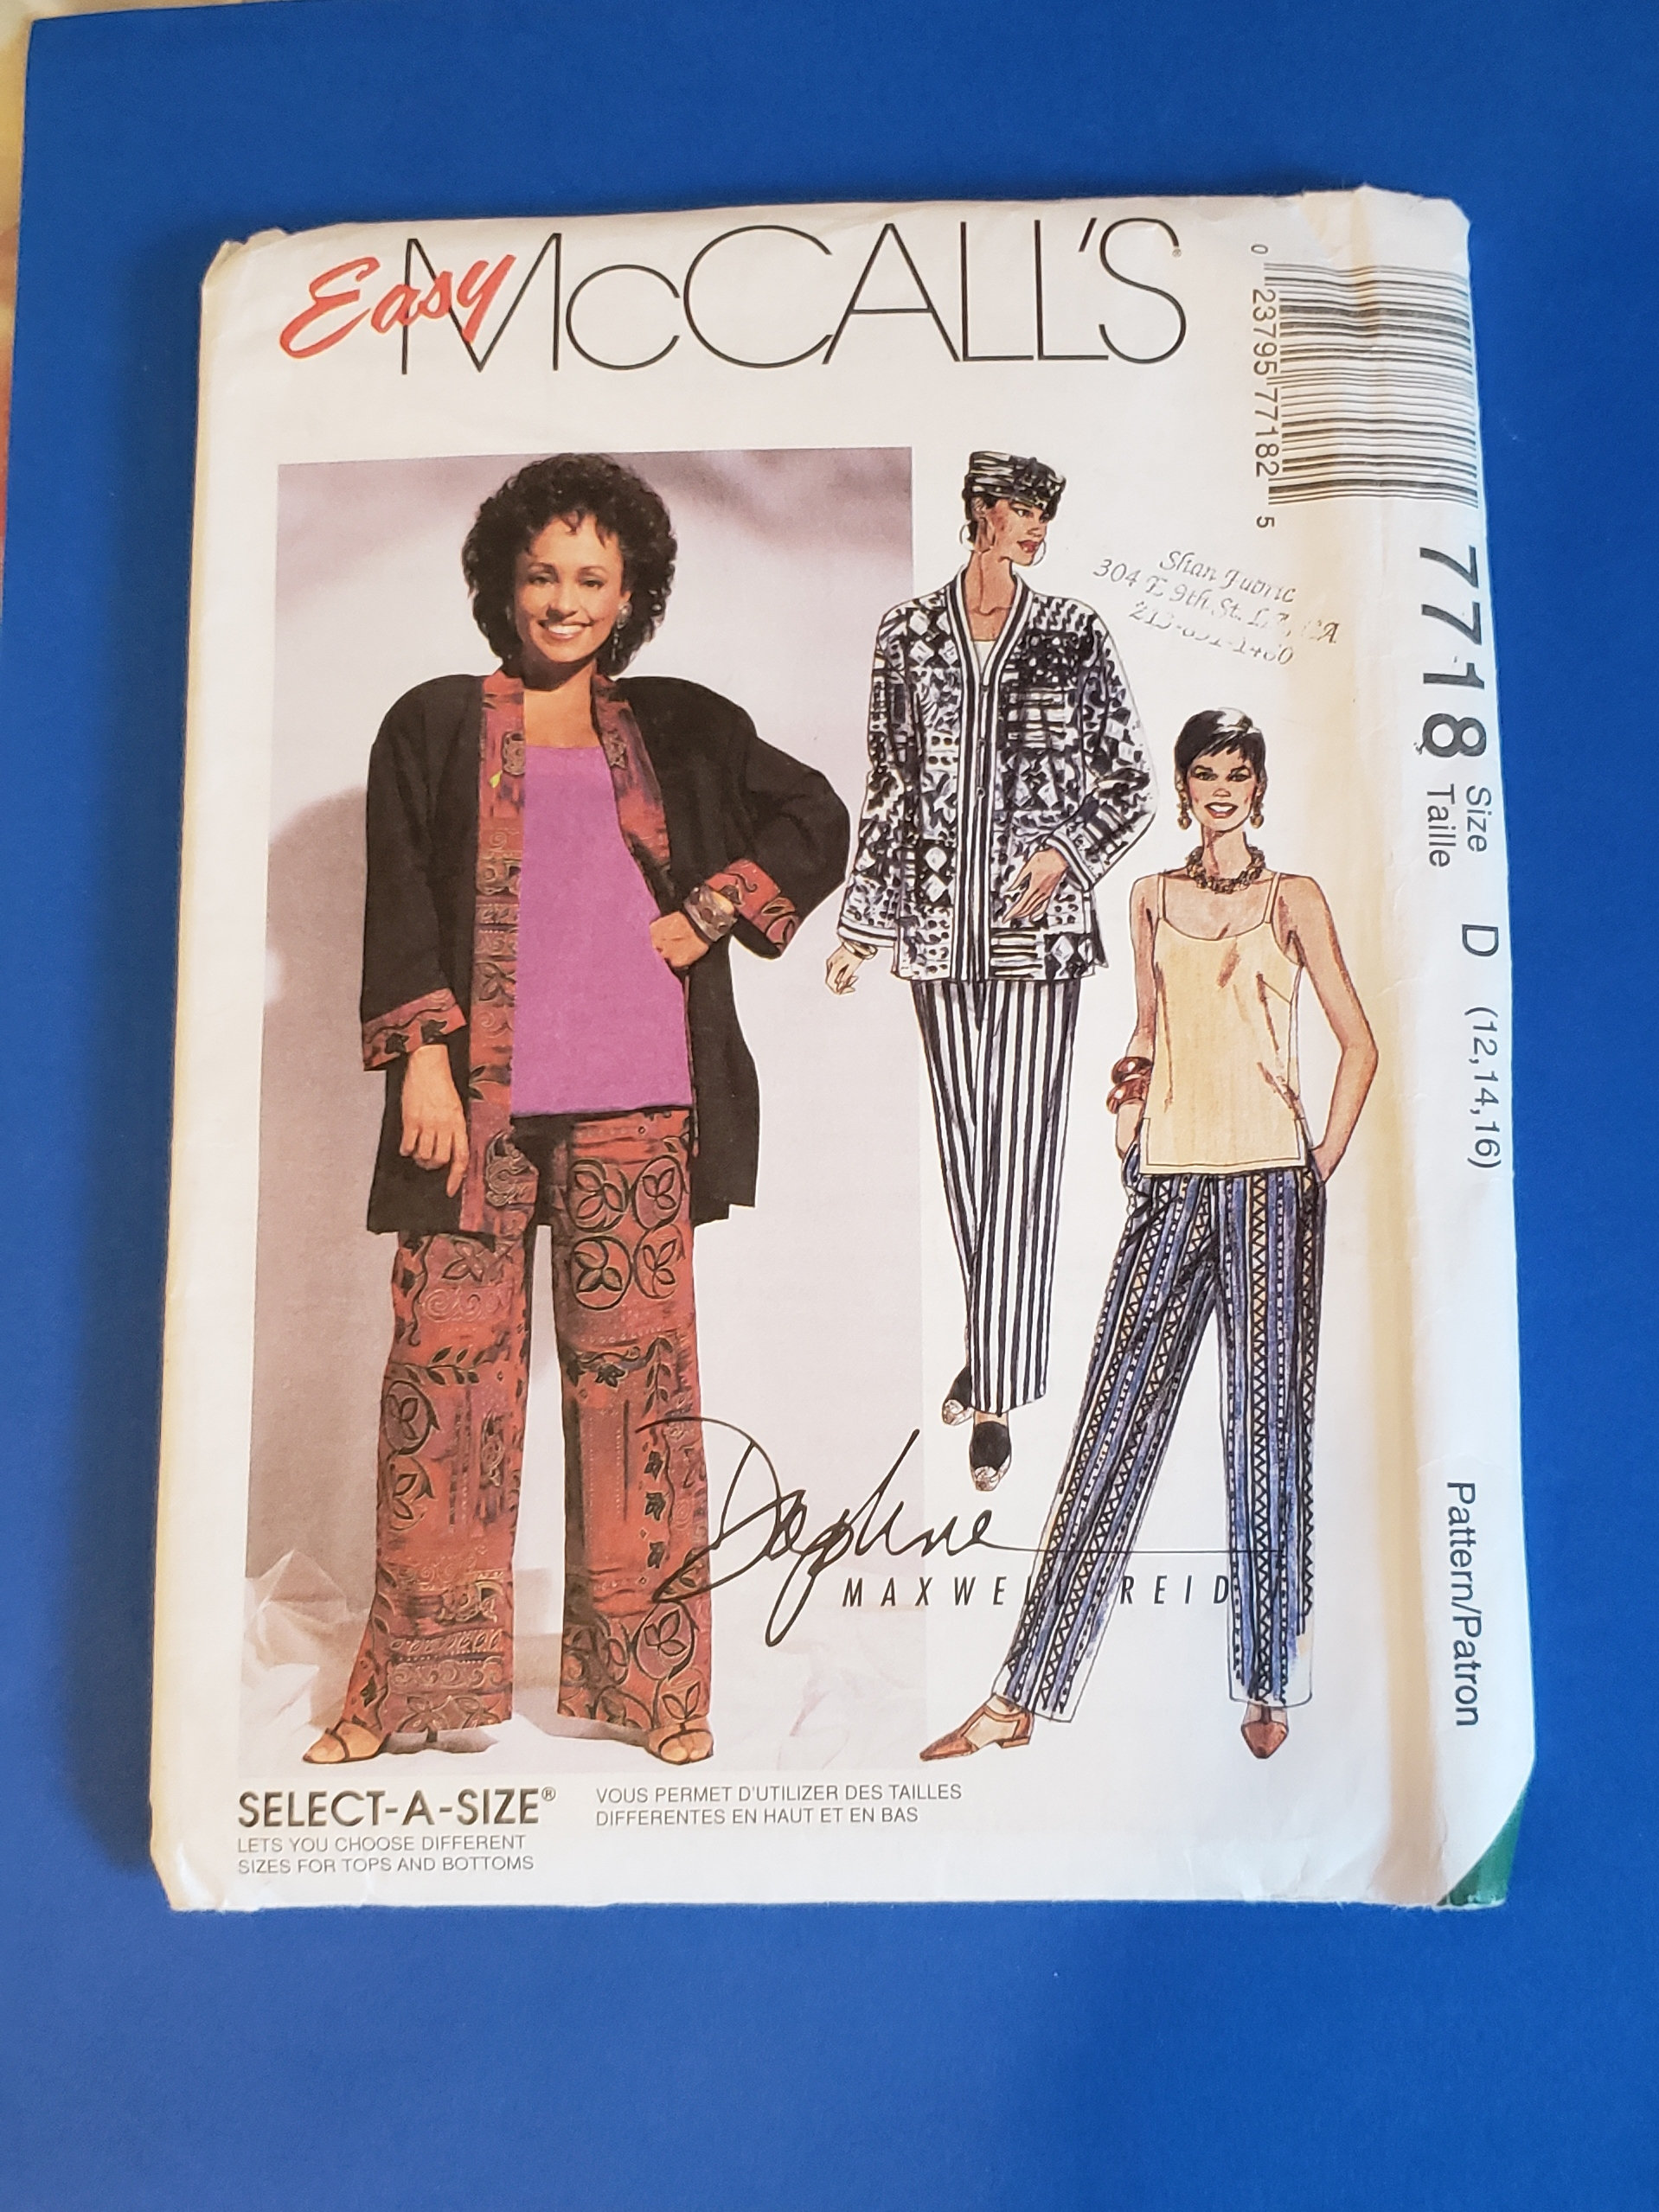 Easy McCALL'S®
0 23795 77182 5
7718 Size Taille D (12,14,16) Pattern/Patron
Shan
304 E 9th St. CA
Daphne
MAXWELL REID
SELECT-A-SIZE®
LETS YOU CHOOSE DIFFERENT
SIZES FOR TOPS AND BOTTOMS
VOUS PERMET D'UTILIZER DES TAILLES
DIFFERENTES EN HAUT ET EN BAS